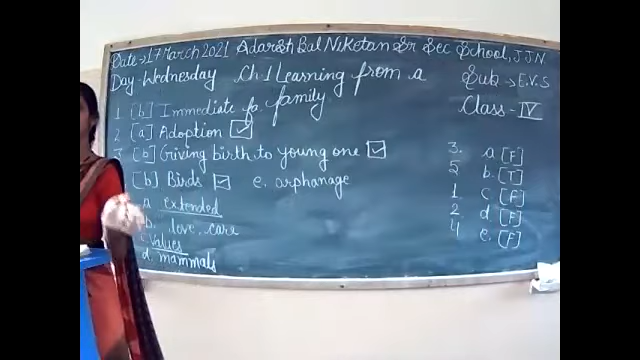 Date → 17 March 2021 Adarsh Bal Niketan Sr Sec School, JJN
Day - Wednesday Ch 1 Learning from a family Sub → E.V.S
Class - IV
1 [b] Immediate fa.
2 [a] Adoption
3 [b] Giving birth to young one
[b] Birds e. arphanage
a extended
b. love, care
c. Values
d. mammals
3. a [F]
5 b. [T]
1 c [F]
2. d [F]
4 e. [F]